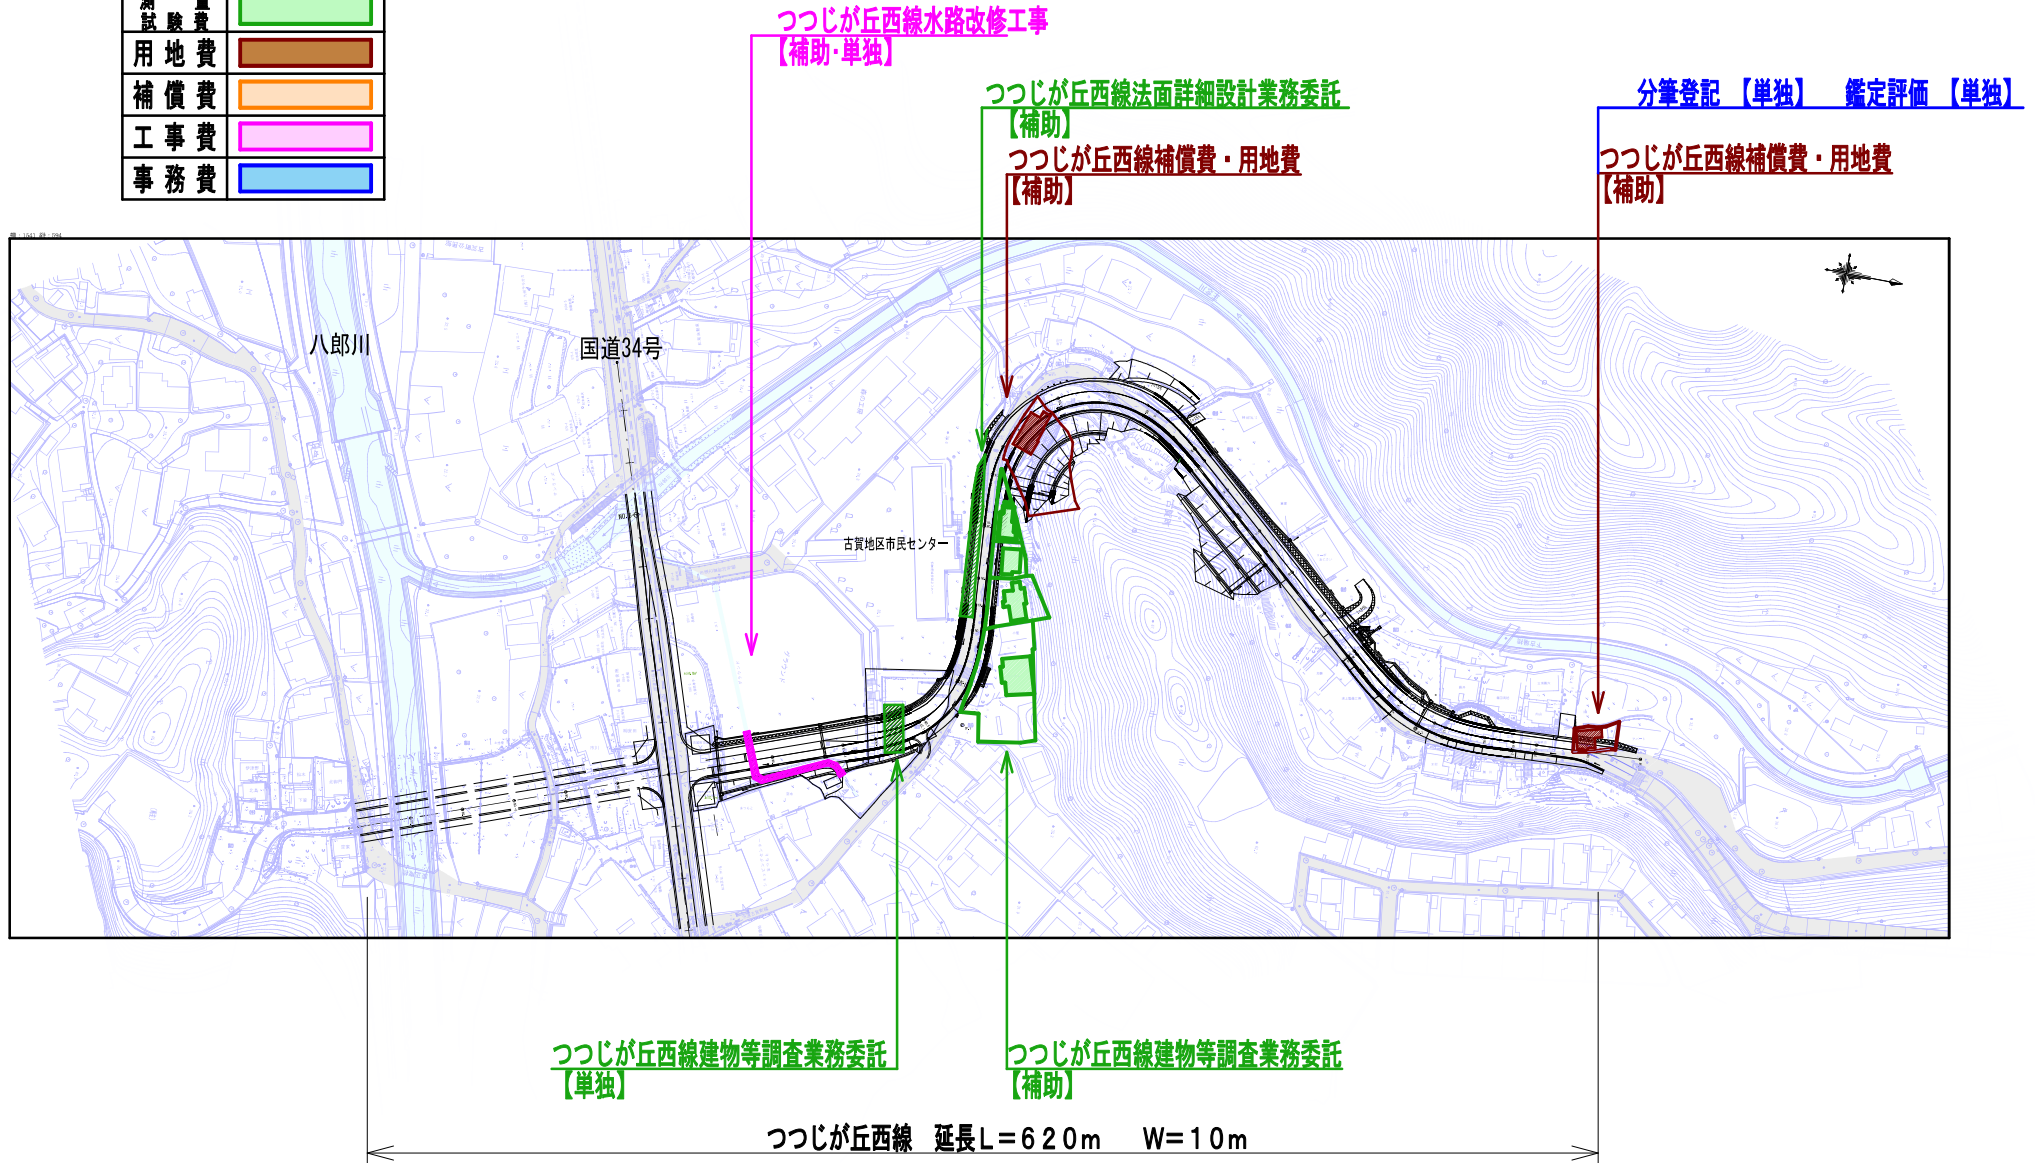 試験費
用地費
補償費
工事費
事務費
つつじが丘西線水路改修工事
【補助・単独】
つつじが丘西線法面詳細設計業務委託
【補助】
つつじが丘西線補償費・用地費
【補助】
分筆登記 【単独】 鑑定評価 【単独】
つつじが丘西線補償費・用地費
【補助】
八郎川
国道34号
古賀地区市民センター
つつじが丘西線建物等調査業務委託
【単独】
つつじが丘西線建物等調査業務委託
【補助】
つつじが丘西線 延長L=620m W=10m